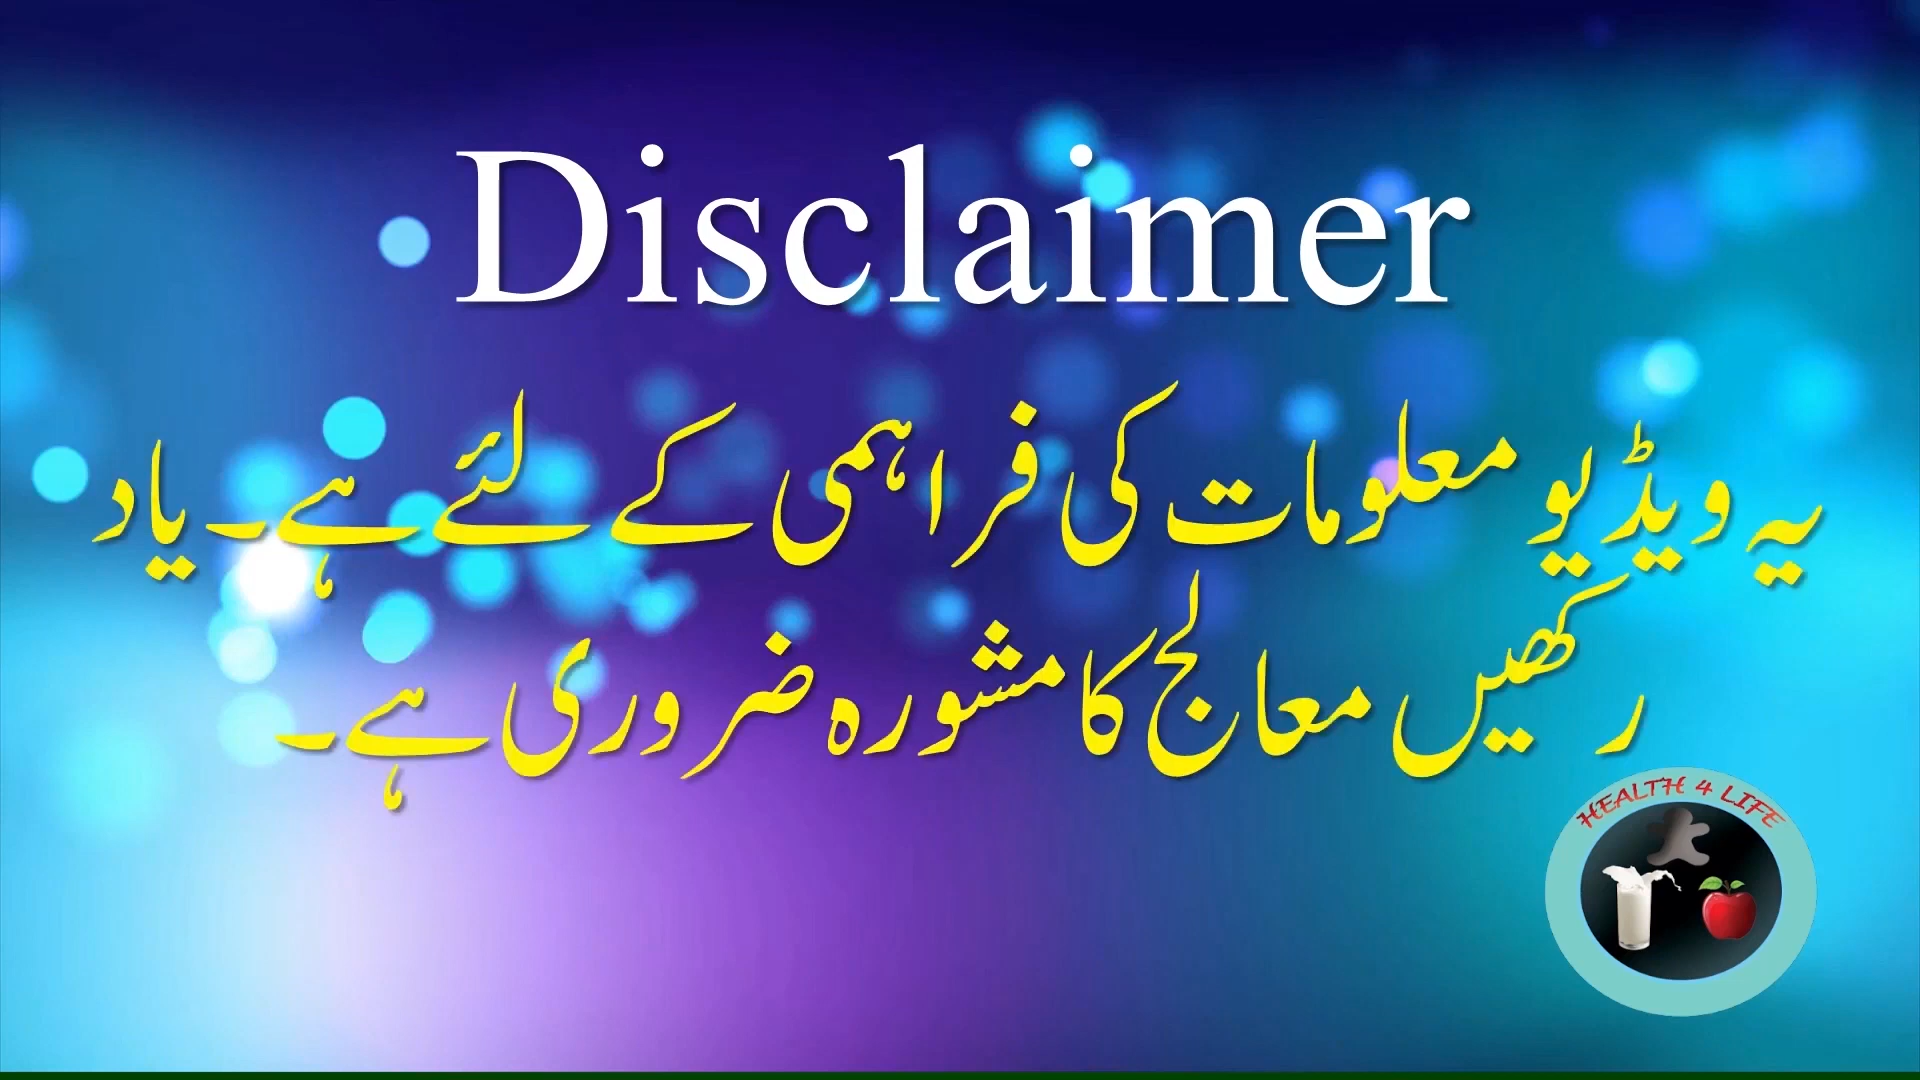 Disclaimer
یہ ویڈیو معلومات کی فراہمی کے لئے ہے۔ یاد
رکھیں معالج کا مشورہ ضروری ہے۔
HEALTH 4 LIFE